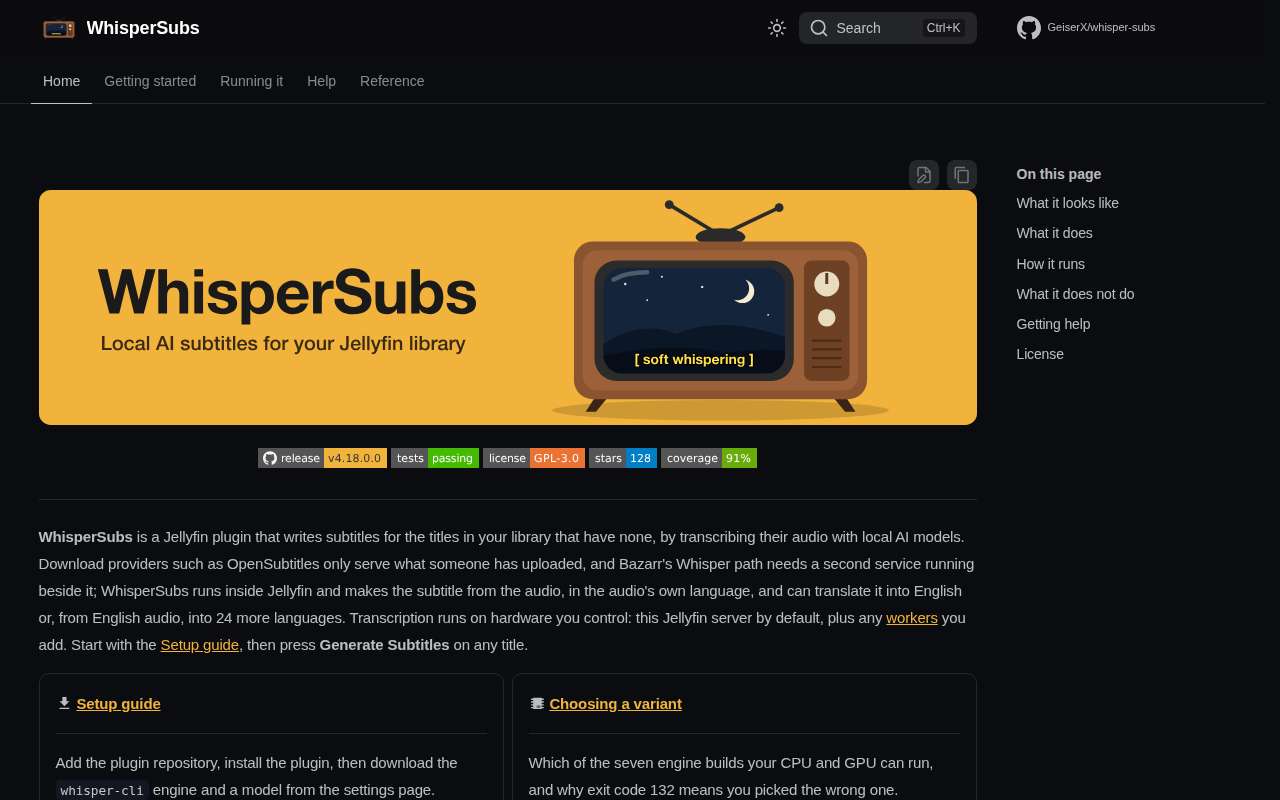 WhisperSubs
Search
Ctrl+K
GeiserX/whisper-subs
Home
Getting started
Running it
Help
Reference
On this page
What it looks like
What it does
How it runs
What it does not do
Getting help
License
WhisperSubs
Local AI subtitles for your Jellyfin library
[ soft whispering ]
release v4.18.0.0
tests passing
license GPL-3.0
stars 128
coverage 91%
WhisperSubs is a Jellyfin plugin that writes subtitles for the titles in your library that have none, by transcribing their audio with local AI models.
Download providers such as OpenSubtitles only serve what someone has uploaded, and Bazarr's Whisper path needs a second service running
beside it; WhisperSubs runs inside Jellyfin and makes the subtitle from the audio, in the audio's own language, and can translate it into English
or, from English audio, into 24 more languages. Transcription runs on hardware you control: this Jellyfin server by default, plus any workers you
add. Start with the Setup guide, then press Generate Subtitles on any title.
Setup guide
Add the plugin repository, install the plugin, then download the
whisper-cli engine and a model from the settings page.
Choosing a variant
Which of the seven engine builds your CPU and GPU can run,
and why exit code 132 means you picked the wrong one.